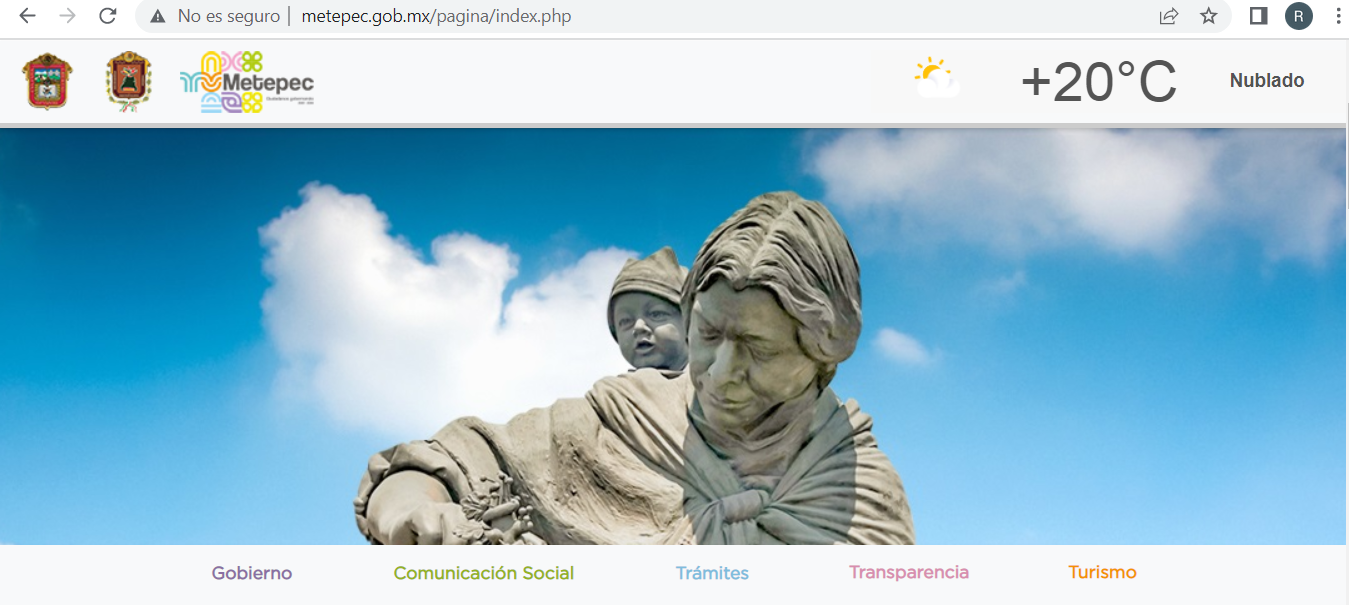 No es seguro | metepec.gob.mx/pagina/index.php
R
Metepec
+20°C
Nublado
Gobierno
Comunicación Social
Trámites
Transparencia
Turismo